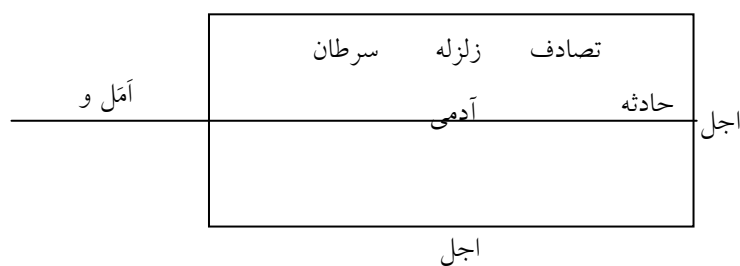 تصادف زلزله سرطان
حادثه آدمی اَمَل و
اجل
اجل